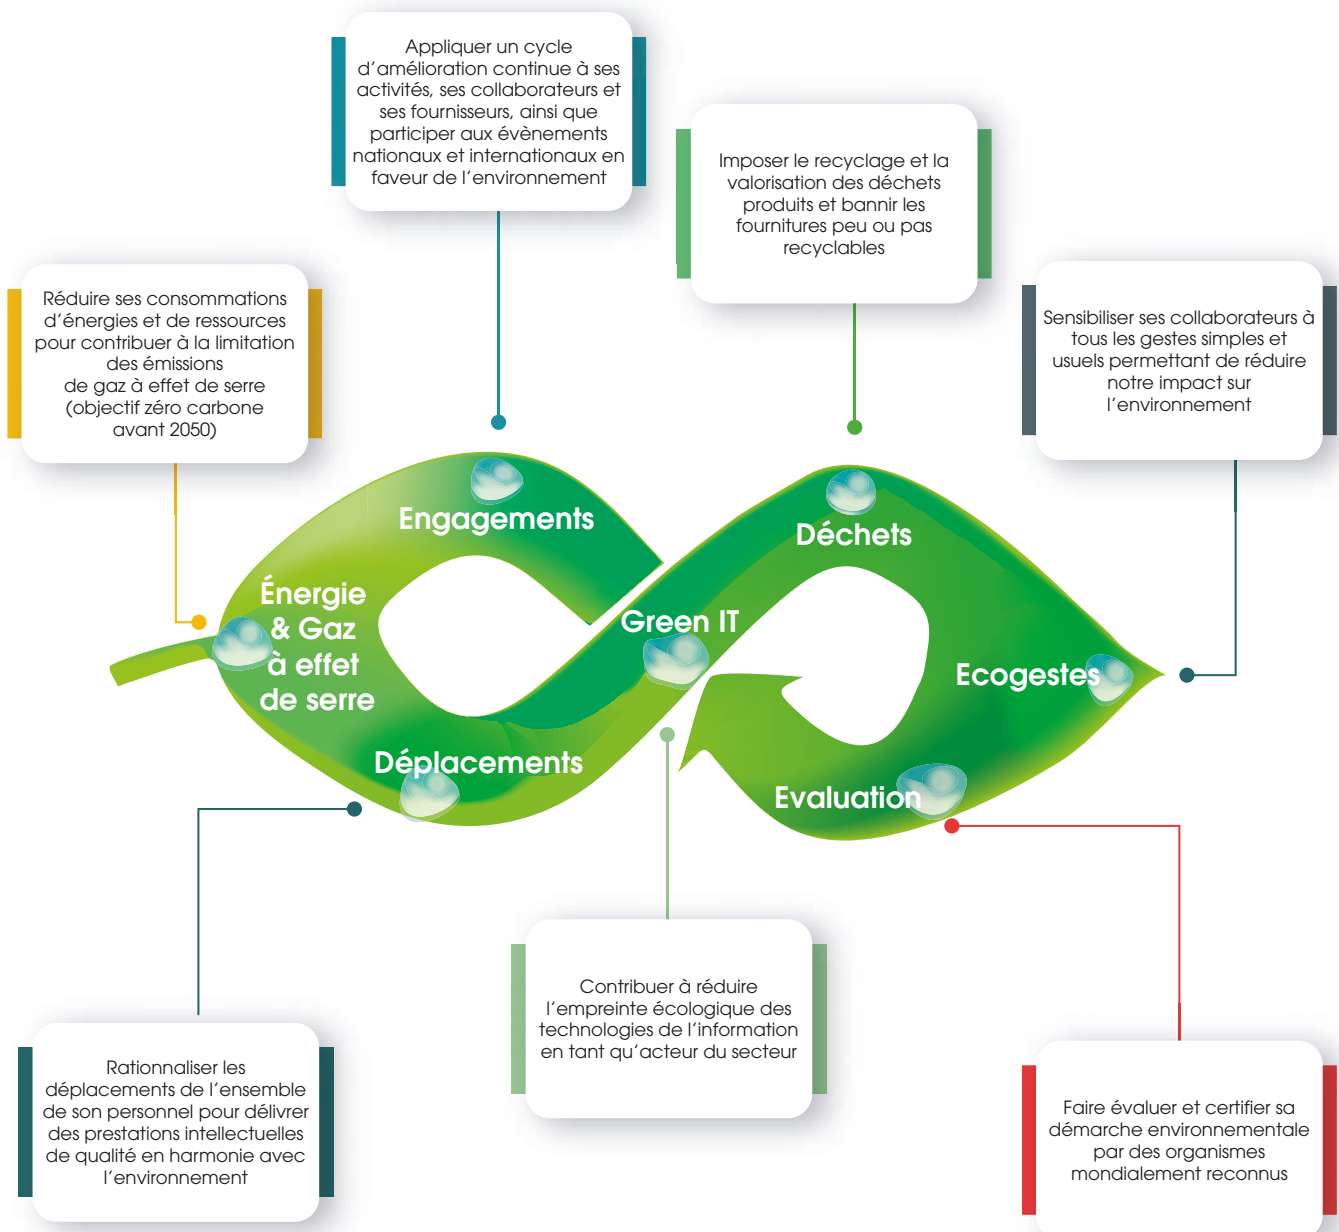 Appliquer un cycle
d'amélioration continue à ses
activités, ses collaborateurs et
ses fournisseurs, ainsi que
participer aux évènements
nationaux et internationaux en
faveur de l'environnement
Imposer le recyclage et la
valorisation des déchets
produits et bannir les
fournitures peu ou pas
recyclables
Réduire ses consommations
d'énergies et de ressources
pour contribuer à la limitation
des émissions
de gaz à effet de serre
(objectif zéro carbone
avant 2050)
Sensibiliser ses collaborateurs à
tous les gestes simples et
usuels permettant de réduire
notre impact sur
l'environnement
Engagements
Déchets
Énergie
& Gaz
à effet
de serre
Green IT
Ecogestes
Déplacements
Evaluation
Contribuer à réduire
l'empreinte écologique des
technologies de l'information
en tant qu'acteur du secteur
Rationnaliser les
déplacements de l'ensemble
de son personnel pour délivrer
des prestations intellectuelles
de qualité en harmonie avec
l'environnement
Faire évaluer et certifier sa
démarche environnementale
par des organismes
mondialement reconnus